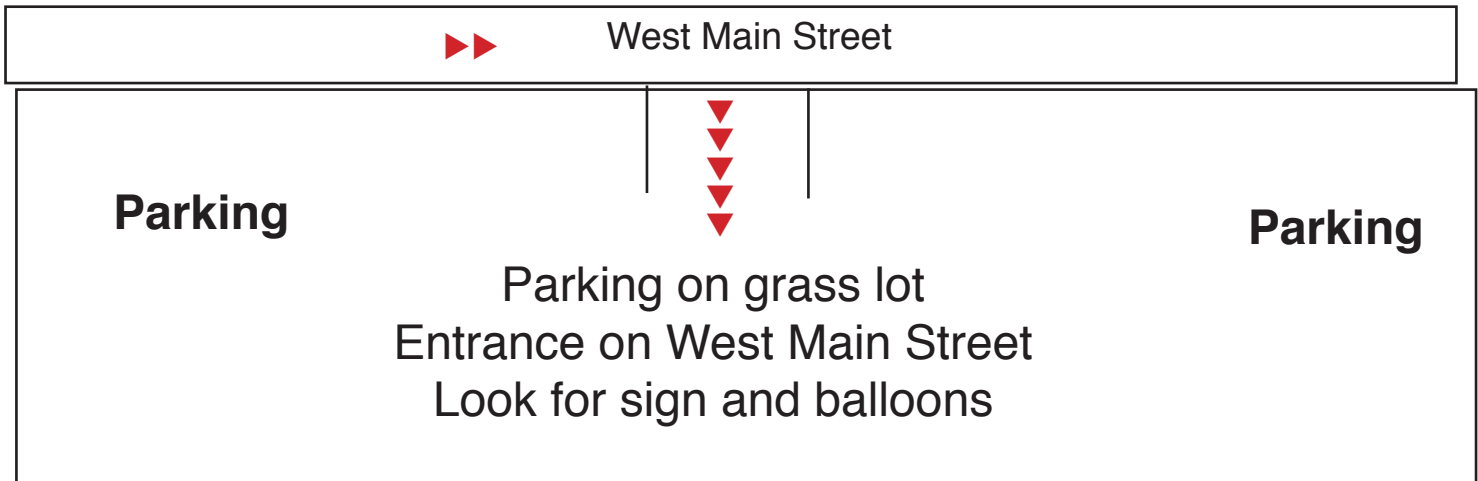 West Main Street
Parking
Parking
Parking on grass lot
Entrance on West Main Street
Look for sign and balloons